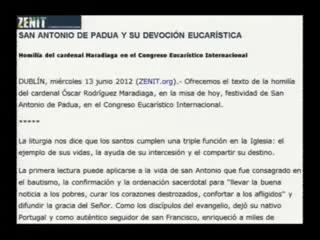 ZENIT
SAN ANTONIO DE PADUA Y SU DEVOCIÓN EUCARÍSTICA
Homilía del cardenal Maradiaga en el Congreso Eucarístico Internacional
DUBLÍN, miércoles 13 junio 2012 (ZENIT.org).- Ofrecemos el texto de la homilía
del cardenal Óscar Rodríguez Maradiaga, en la misa de hoy, festividad de San
Antonio de Padua, en el Congreso Eucarístico Internacional.
*****
La liturgia nos dice que los santos cumplen una triple función en la Iglesia: el
ejemplo de sus vidas, la ayuda de su intercesión y el compartir su destino.
La primera lectura puede aplicarse a la vida de san Antonio que fue consagrado en
el bautismo, la confirmación y la ordenación sacerdotal para "llevar la buena
noticia a los pobres, curar los corazones destrozados, confortar a los afligidos" y
difundir la gracia del Señor. Como los discípulos del evangelio, dejó su nativo
Portugal y como auténtico seguidor de san Francisco, enriqueció a miles de